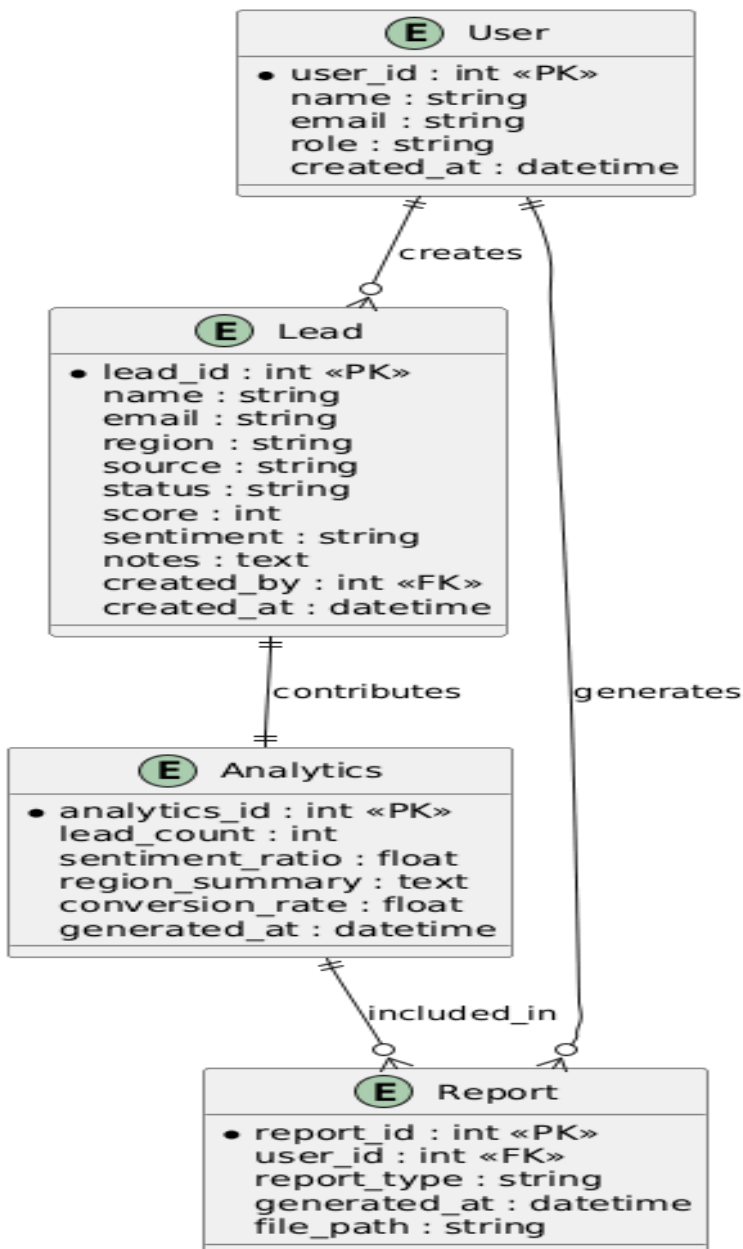 E User
user_id : int «PK»
name : string
email : string
role : string
created_at : datetime
creates
E Lead
lead_id : int «PK»
name : string
email : string
region : string
source : string
status : string
score : int
sentiment : string
notes : text
created_by : int «FK»
created_at : datetime
contributes
generates
E Analytics
analytics_id : int «PK»
lead_count : int
sentiment_ratio : float
region_summary : text
conversion_rate : float
generated_at : datetime
included_in
E Report
report_id : int «PK»
user_id : int «FK»
report_type : string
generated_at : datetime
file_path : string